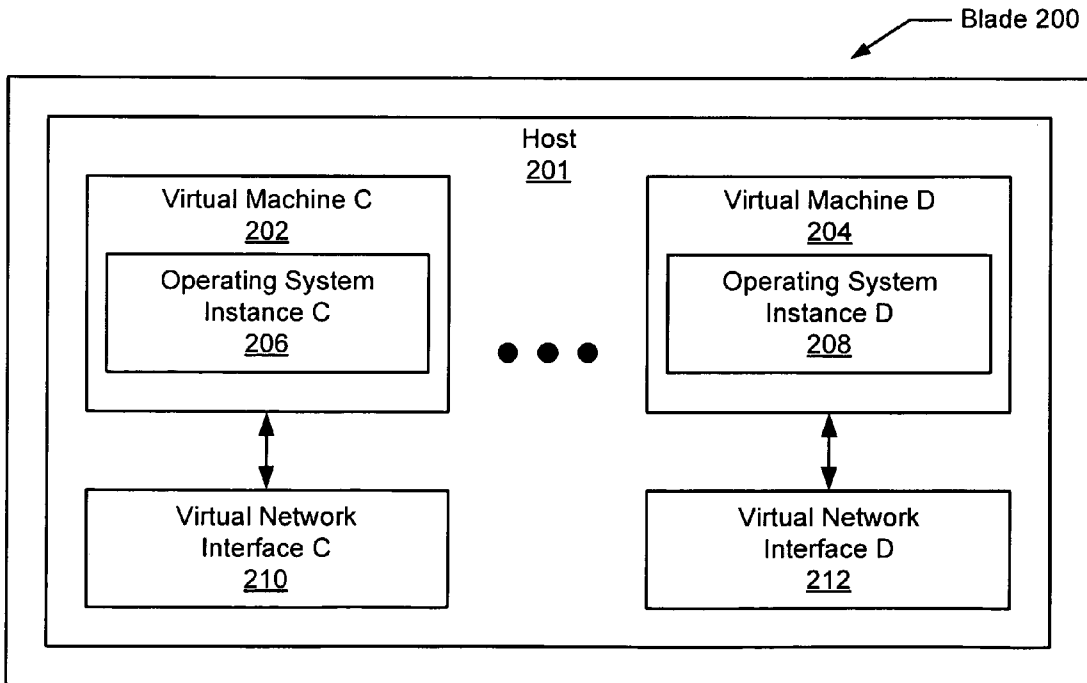 Blade 200
Host
201
Virtual Machine C
202
Operating System
Instance C
206
Virtual Machine D
204
Operating System
Instance D
208
Virtual Network
Interface C
210
Virtual Network
Interface D
212